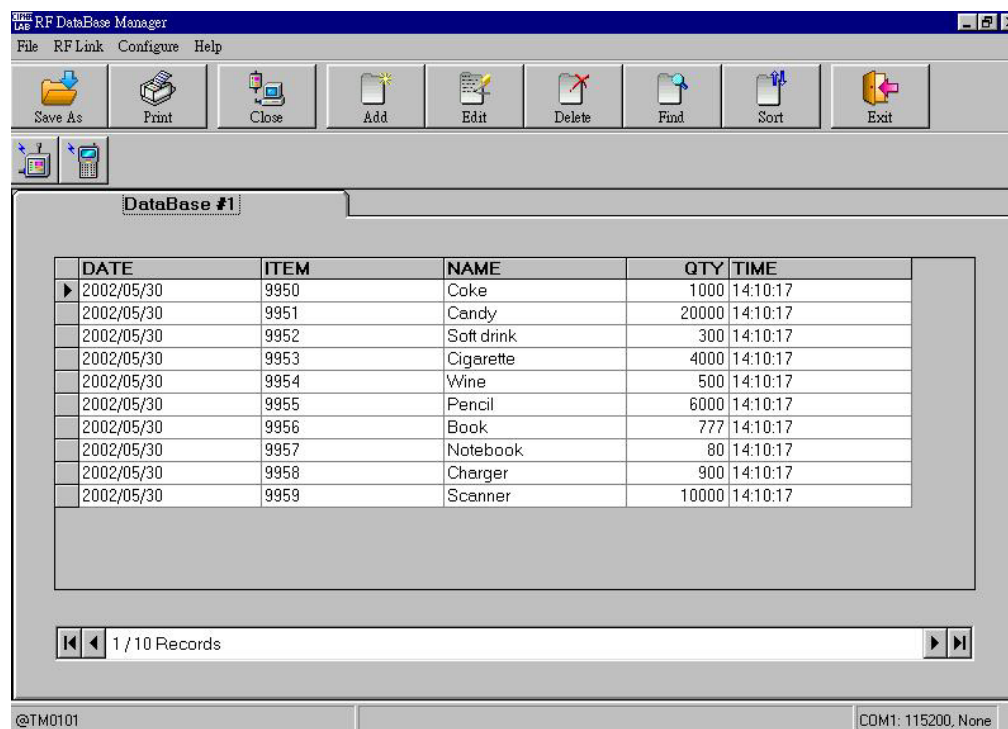 CIPHER LAB RF DataBase Manager
File RF Link Configure Help
Save As Print Close Add Edit Delete Find Sort Exit
DataBase #1
DATE ITEM NAME QTY TIME
2002/05/30 9950 Coke 1000 14:10:17
2002/05/30 9951 Candy 20000 14:10:17
2002/05/30 9952 Soft drink 300 14:10:17
2002/05/30 9953 Cigarette 4000 14:10:17
2002/05/30 9954 Wine 500 14:10:17
2002/05/30 9955 Pencil 6000 14:10:17
2002/05/30 9956 Book 777 14:10:17
2002/05/30 9957 Notebook 80 14:10:17
2002/05/30 9958 Charger 900 14:10:17
2002/05/30 9959 Scanner 10000 14:10:17
1 / 10 Records
@TM0101 COM1: 115200, None